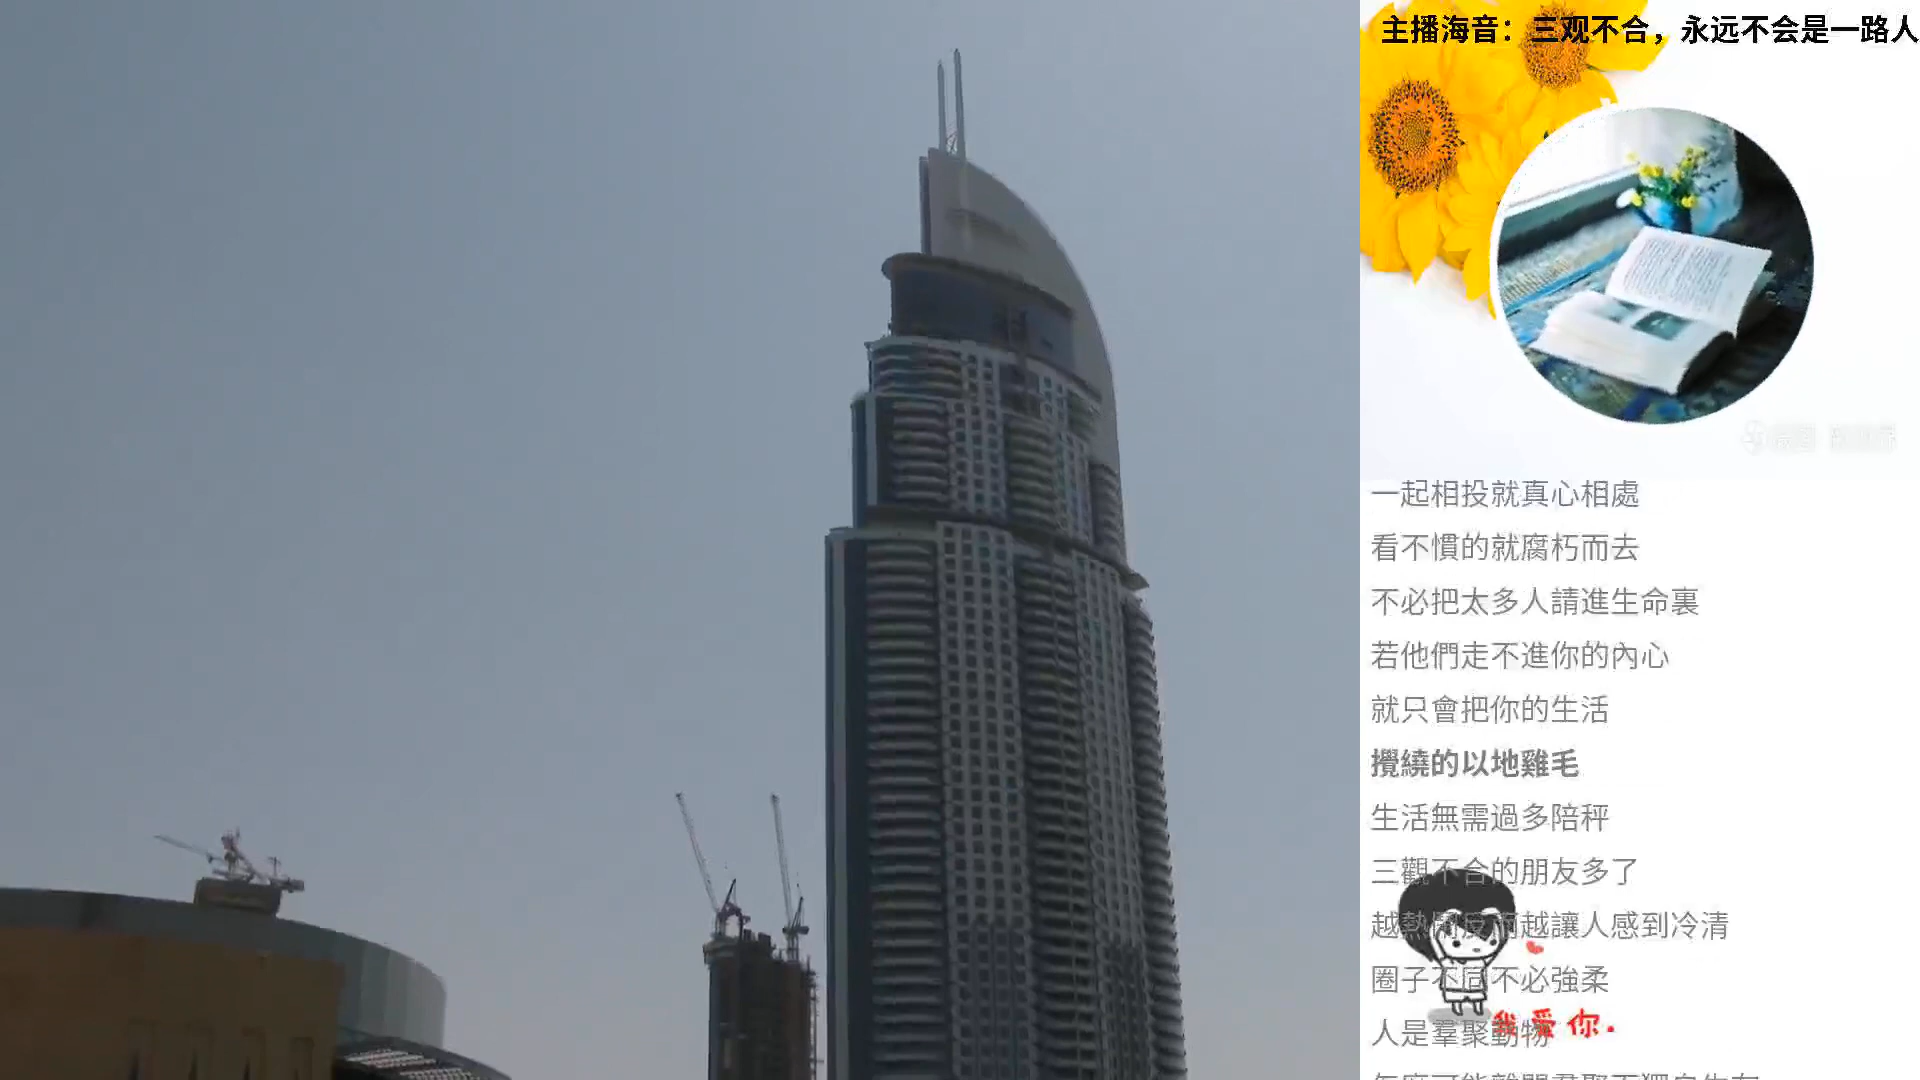 主播海音：三观不合，永远不会是一路人
一起相投就真心相處
看不慣的就腐朽而去
不必把太多人請進生命裏
若他們走不進你的內心
就只會把你的生活
攪繞的以地雞毛
生活無需過多陪秤
三觀不合的朋友多了
越熱鬧反而越讓人感到冷清
圈子不同不必強柔
人是羣聚動物
我爱你.